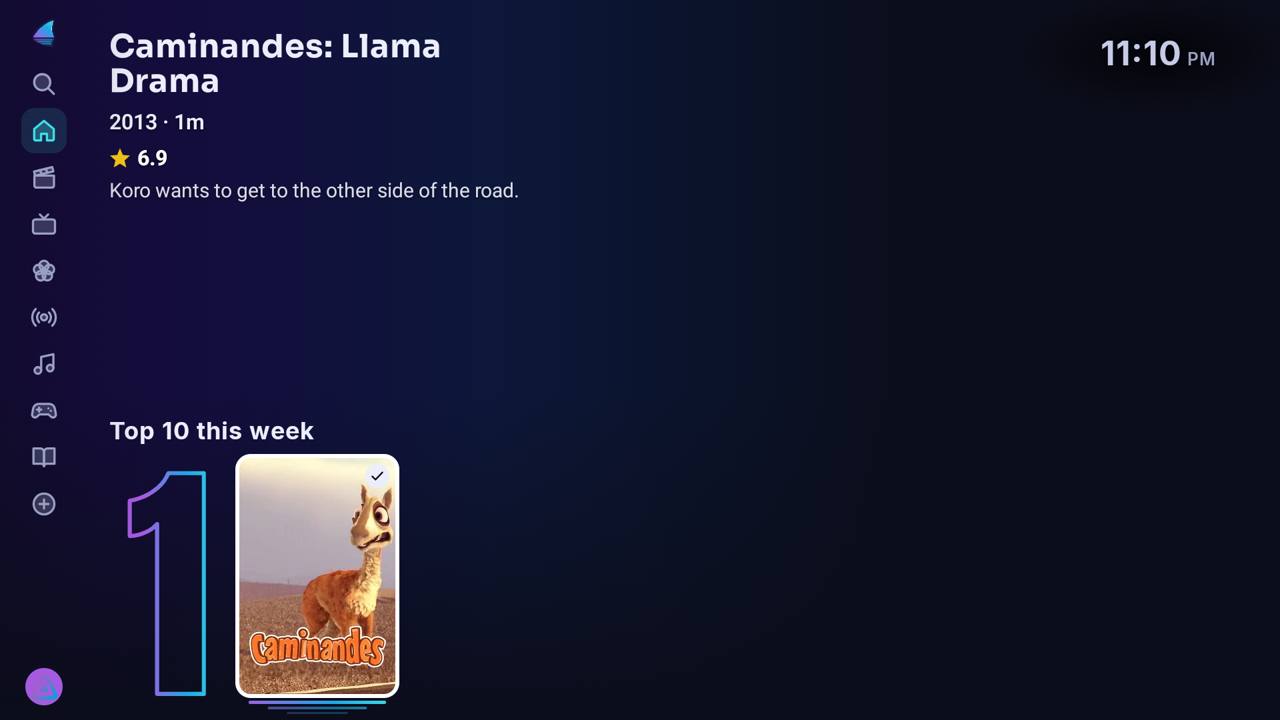 Caminandes: Llama
Drama
11:10 PM
2013 · 1m
6.9
Koro wants to get to the other side of the road.
Top 10 this week
1
Caminandes